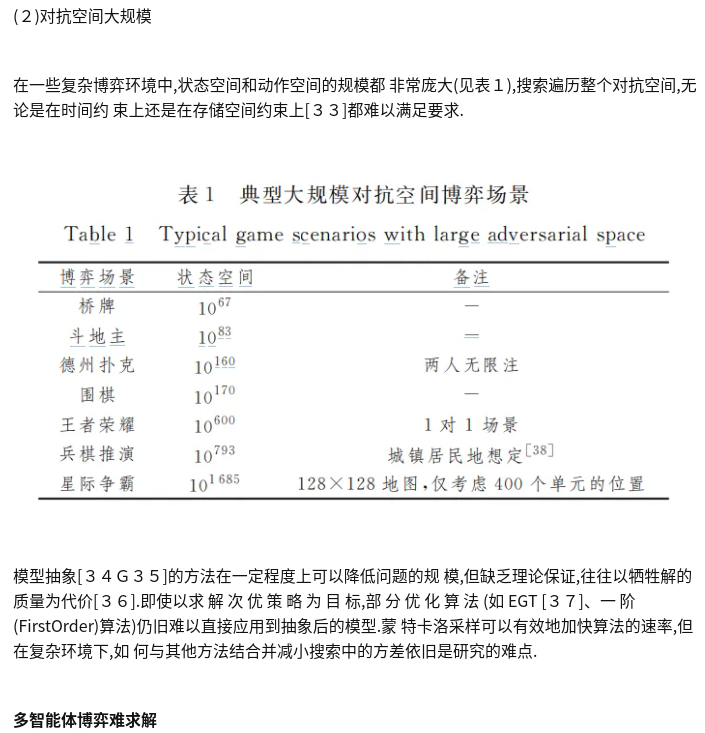 (２)对抗空间大规模
在一些复杂博弈环境中,状态空间和动作空间的规模都 非常庞大(见表１),搜索遍历整个对抗空间,无
论是在时间约 束上还是在存储空间约束上[３３]都难以满足要求.
表1 典型大规模对抗空间博弈场景
Table 1 Typical game scenarios with large adversarial space
博弈场景 状态空间 备注
桥牌 10^67 —
斗地主 10^83 —
德州扑克 10^160 两人无限注
围棋 10^170 —
王者荣耀 10^600 1对1场景
兵棋推演 10^793 城镇居民地想定[38]
星际争霸 10^1 685 128×128 地图,仅考虑 400 个单元的位置
模型抽象[３４Ｇ３５]的方法在一定程度上可以降低问题的规 模,但缺乏理论保证,往往以牺牲解的
质量为代价[３６].即使以求 解 次 优 策 略 为 目 标,部 分 优 化 算 法 (如 EGT [３７]、一 阶
(FirstOrder)算法)仍旧难以直接应用到抽象后的模型.蒙 特卡洛采样可以有效地加快算法的速率,但
在复杂环境下,如 何与其他方法结合并减小搜索中的方差依旧是研究的难点.
多智能体博弈难求解